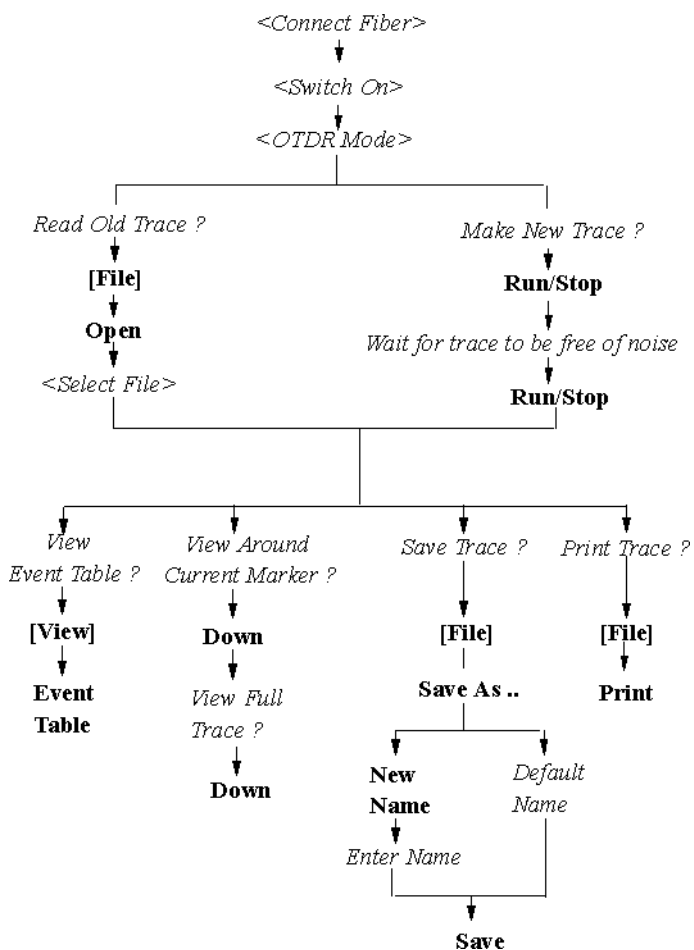 <Connect Fiber>
<Switch On>
<OTDR Mode>
Read Old Trace ?
[File]
Open
<Select File>
Make New Trace ?
Run/Stop
Wait for trace to be free of noise
Run/Stop
View
Event Table ?
[View]
Event
Table
View Around
Current Marker ?
Down
View Full
Trace ?
Down
Save Trace ?
[File]
Save As ..
New
Name
Enter Name
Default
Name
Save
Print Trace ?
[File]
Print